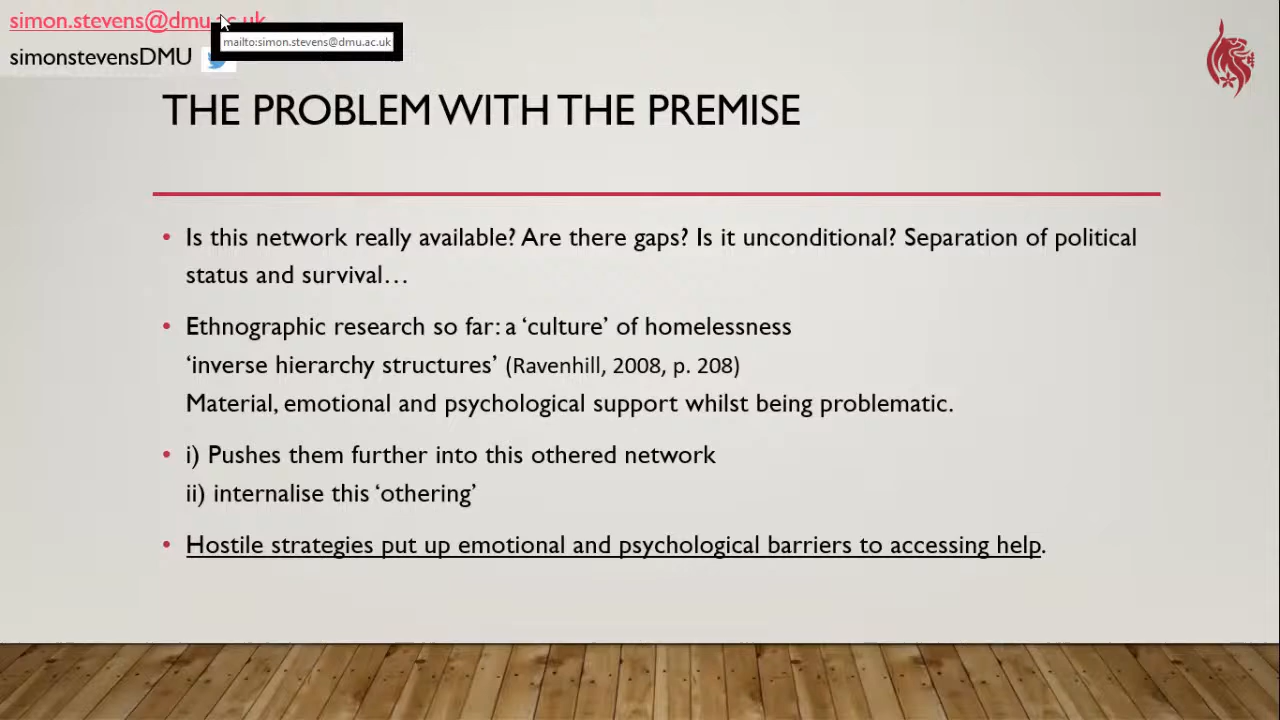 simon.stevens@dmu.ac.uk
mailto:simon.stevens@dmu.ac.uk
simonstevensDMU
THE PROBLEM WITH THE PREMISE
• Is this network really available? Are there gaps? Is it unconditional? Separation of political
status and survival…
• Ethnographic research so far: a ‘culture’ of homelessness
‘inverse hierarchy structures’ (Ravenhill, 2008, p. 208)
Material, emotional and psychological support whilst being problematic.
• i) Pushes them further into this othered network
ii) internalise this ‘othering’
• Hostile strategies put up emotional and psychological barriers to accessing help.